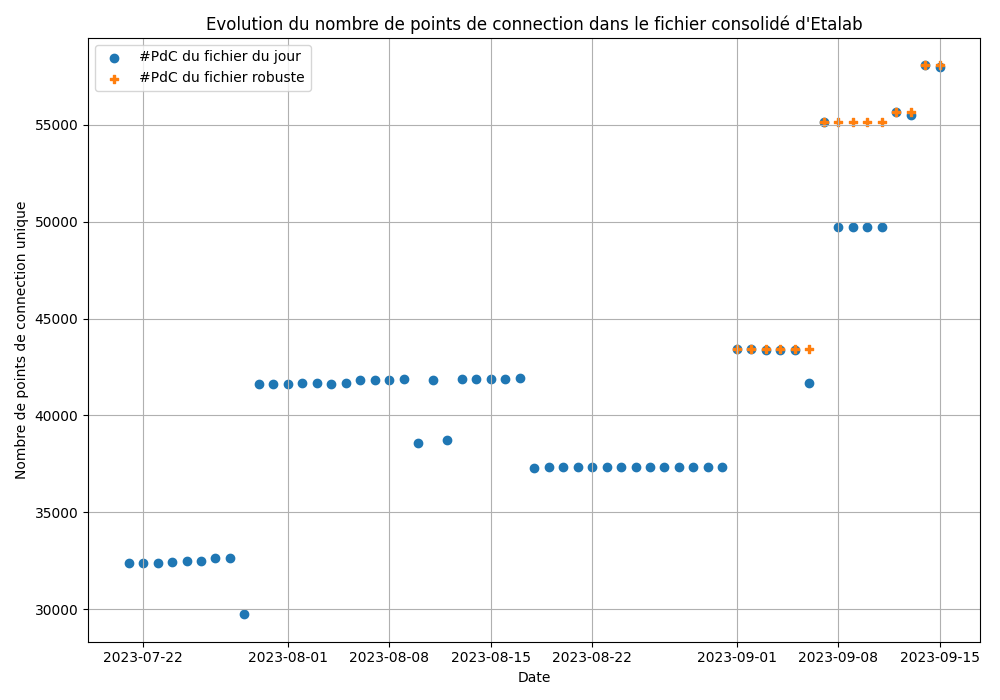 Evolution du nombre de points de connection dans le fichier consolidé d'Etalab
#PdC du fichier du jour
#PdC du fichier robuste
Nombre de points de connection unique
55000
50000
45000
40000
35000
30000
2023-07-22
2023-08-01
2023-08-08
2023-08-15
2023-08-22
2023-09-01
2023-09-08
2023-09-15
Date